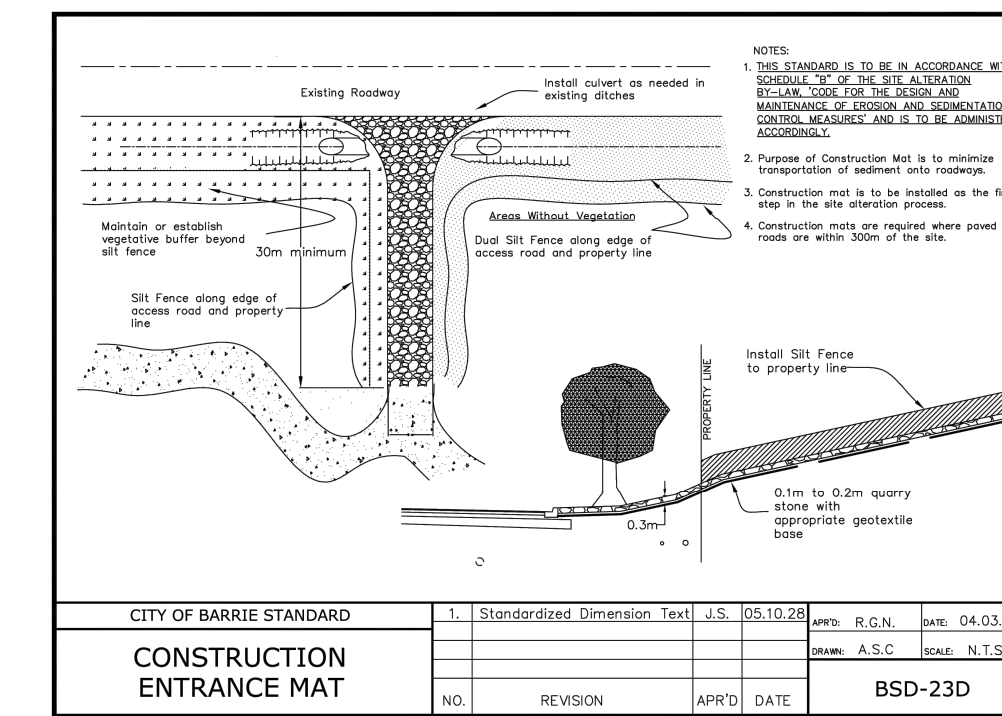 NOTES:
1. THIS STANDARD IS TO BE IN ACCORDANCE
SCHEDULE "B" OF THE SITE ALTERATION
BY-LAW, 'CODE FOR THE DESIGN AND
MAINTENANCE OF EROSION AND
CONTROL MEASURES' AND IS TO BE
ACCORDINGLY.
2. Purpose of Construction Mat is to minimize
transportation of sediment onto roadways.
3. Construction mat is to be installed as the
step in the site alteration process.
4. Construction mats are required where paved
roads are within 300m of the site.
Existing Roadway
Install culvert as needed in
existing ditches
Maintain or establish
vegetative buffer beyond
silt fence
30m minimum
Areas Without Vegetation
Dual Silt Fence along edge of
access road and property line
Silt Fence along edge of
access road and property
line
PROPERTY LINE
Install Silt Fence
to property line
0.1m to 0.2m quarry
stone with
appropriate geotextile
base
0.3m
CITY OF BARRIE STANDARD
CONSTRUCTION
ENTRANCE MAT
1. Standardized Dimension Text J.S. 05.10.28
NO. REVISION APR'D DATE
APR'D: R.G.N. DATE: 04.03.
DRAWN: A.S.C SCALE: N.T.S
BSD-23D